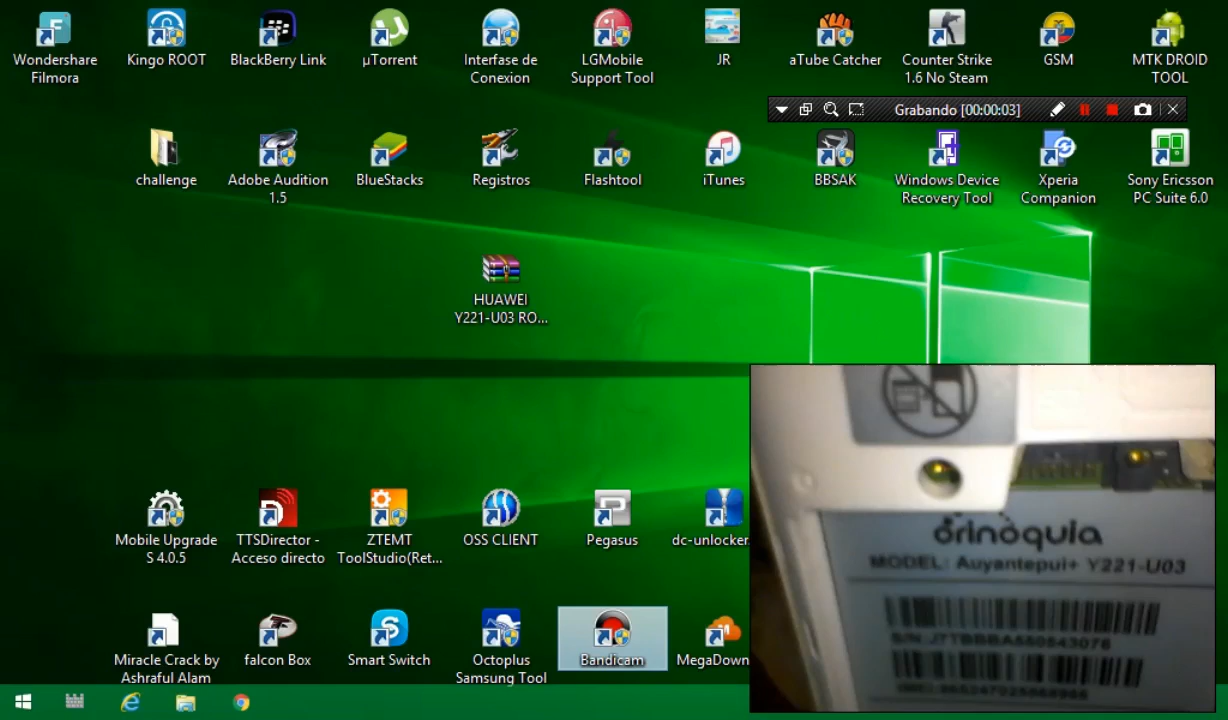 Wondershare
Filmora
Kingo ROOT
BlackBerry Link
µTorrent
Interfase de
Conexion
LGMobile
Support Tool
JR
aTube Catcher
Counter Strike
1.6 No Steam
GSM
MTK DROID
TOOL
Grabando [00:00:03]
challenge
Adobe Audition
1.5
BlueStacks
Registros
Flashtool
iTunes
BBSAK
Windows Device
Recovery Tool
Xperia
Companion
Sony Ericsson
PC Suite 6.0
HUAWEI
Y221-U03 RO...
Mobile Upgrade
S 4.0.5
TTSDirector -
Acceso directo
ZTEMT
ToolStudio(Ret...
OSS CLIENT
Pegasus
dc-unlocker.
Miracle Crack by
Ashraful Alam
falcon Box
Smart Switch
Octoplus
Samsung Tool
Bandicam
MegaDown
orinòquia
MODEL: Auyantepui+ Y221-U03
S/N: